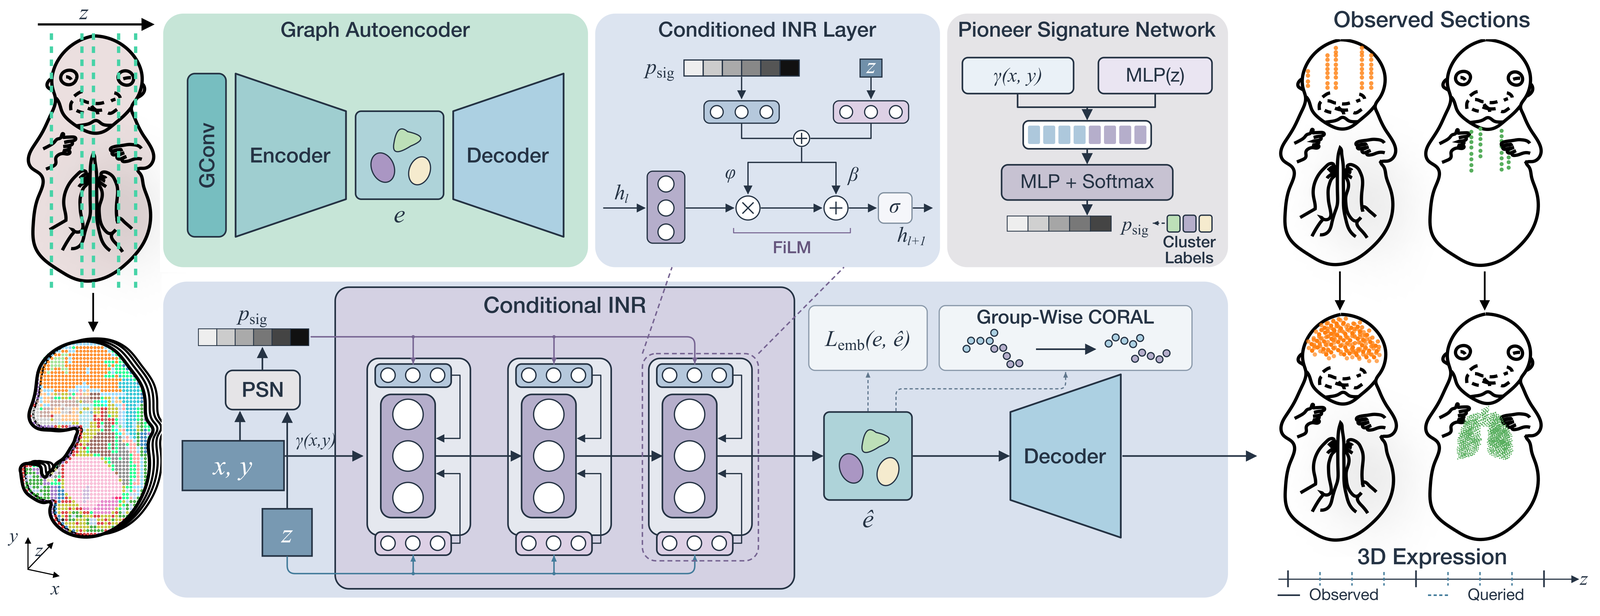 z
Graph Autoencoder
GConv
Encoder
e
Decoder
Conditioned INR Layer
p_sig
z
+
φ
β
h_l
×
+
σ
h_{l+1}
FiLM
Pioneer Signature Network
γ(x, y)
MLP(z)
MLP + Softmax
p_sig
Cluster
Labels
Observed Sections
Conditional INR
p_sig
PSN
γ(x,y)
x, y
z
L_emb(e, ê)
Group-Wise CORAL
ê
Decoder
y
z
x
3D Expression
z
Observed
Queried